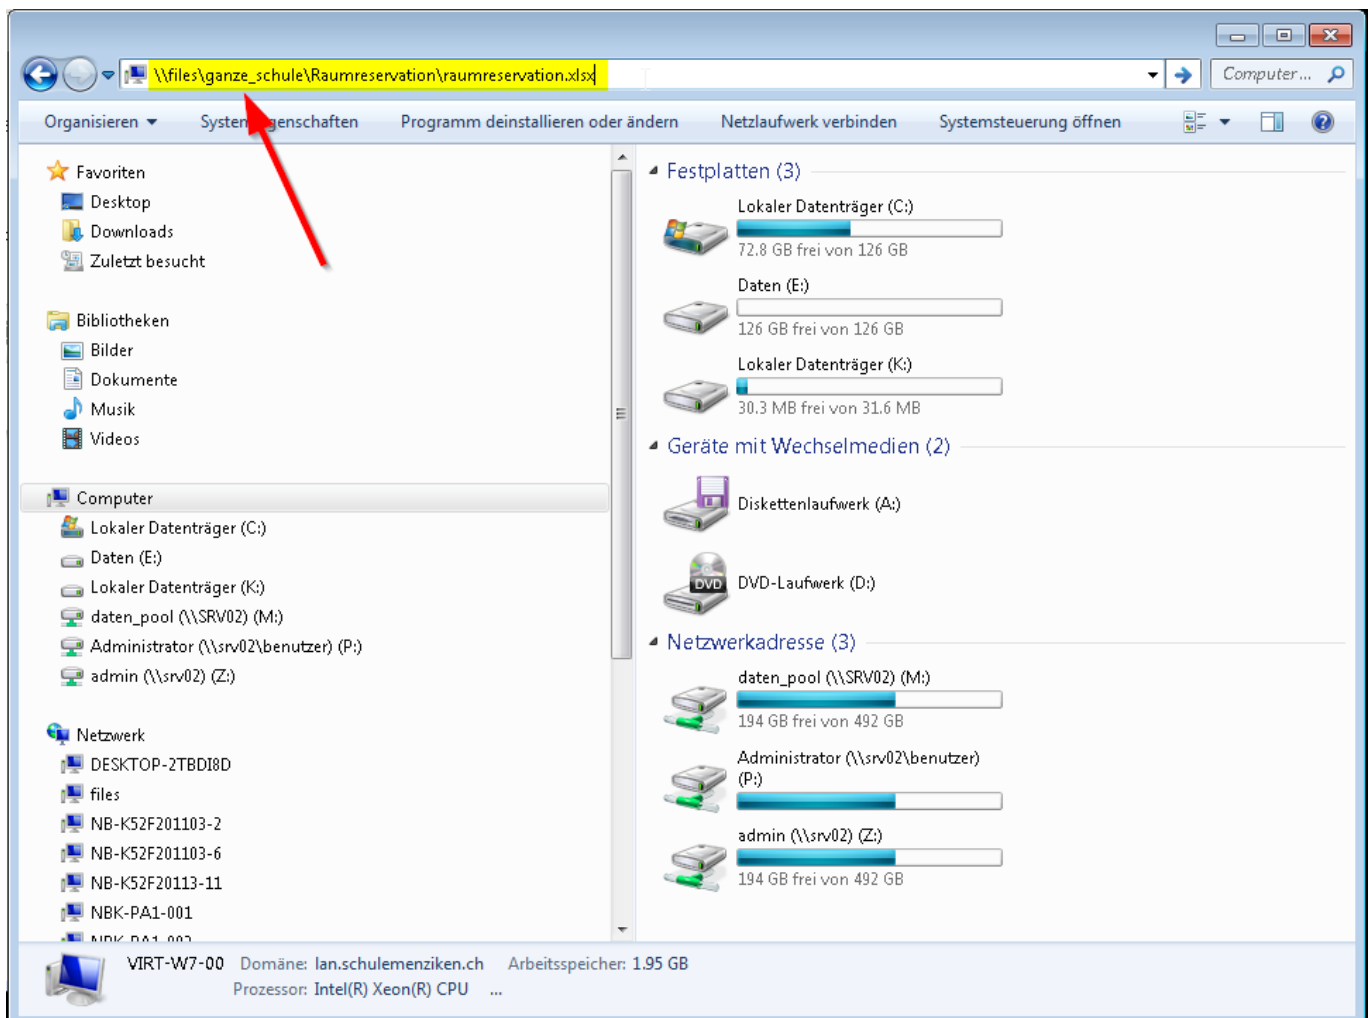 \\files\ganze_schule\Raumreservation\raumreservation.xlsx
Computer...
Organisieren
Systemeigenschaften
Programm deinstallieren oder ändern
Netzlaufwerk verbinden
Systemsteuerung öffnen
Favoriten
Desktop
Downloads
Zuletzt besucht
Bibliotheken
Bilder
Dokumente
Musik
Videos
Computer
Lokaler Datenträger (C:)
Daten (E:)
Lokaler Datenträger (K:)
daten_pool (\\SRV02) (M:)
Administrator (\\srv02\benutzer) (P:)
admin (\\srv02) (Z:)
Netzwerk
DESKTOP-2TBDI8D
files
NB-K52F201103-2
NB-K52F201103-6
NB-K52F20113-11
NBK-PA1-001
Festplatten (3)
Lokaler Datenträger (C:)
72.8 GB frei von 126 GB
Daten (E:)
126 GB frei von 126 GB
Lokaler Datenträger (K:)
30.3 MB frei von 31.6 MB
Geräte mit Wechselmedien (2)
Diskettenlaufwerk (A:)
DVD
DVD-Laufwerk (D:)
Netzwerkadresse (3)
daten_pool (\\SRV02) (M:)
194 GB frei von 492 GB
Administrator (\\srv02\benutzer)
(P:)
admin (\\srv02) (Z:)
194 GB frei von 492 GB
VIRT-W7-00 Domäne: lan.schulemenziken.ch Arbeitsspeicher: 1.95 GB
Prozessor: Intel(R) Xeon(R) CPU ...